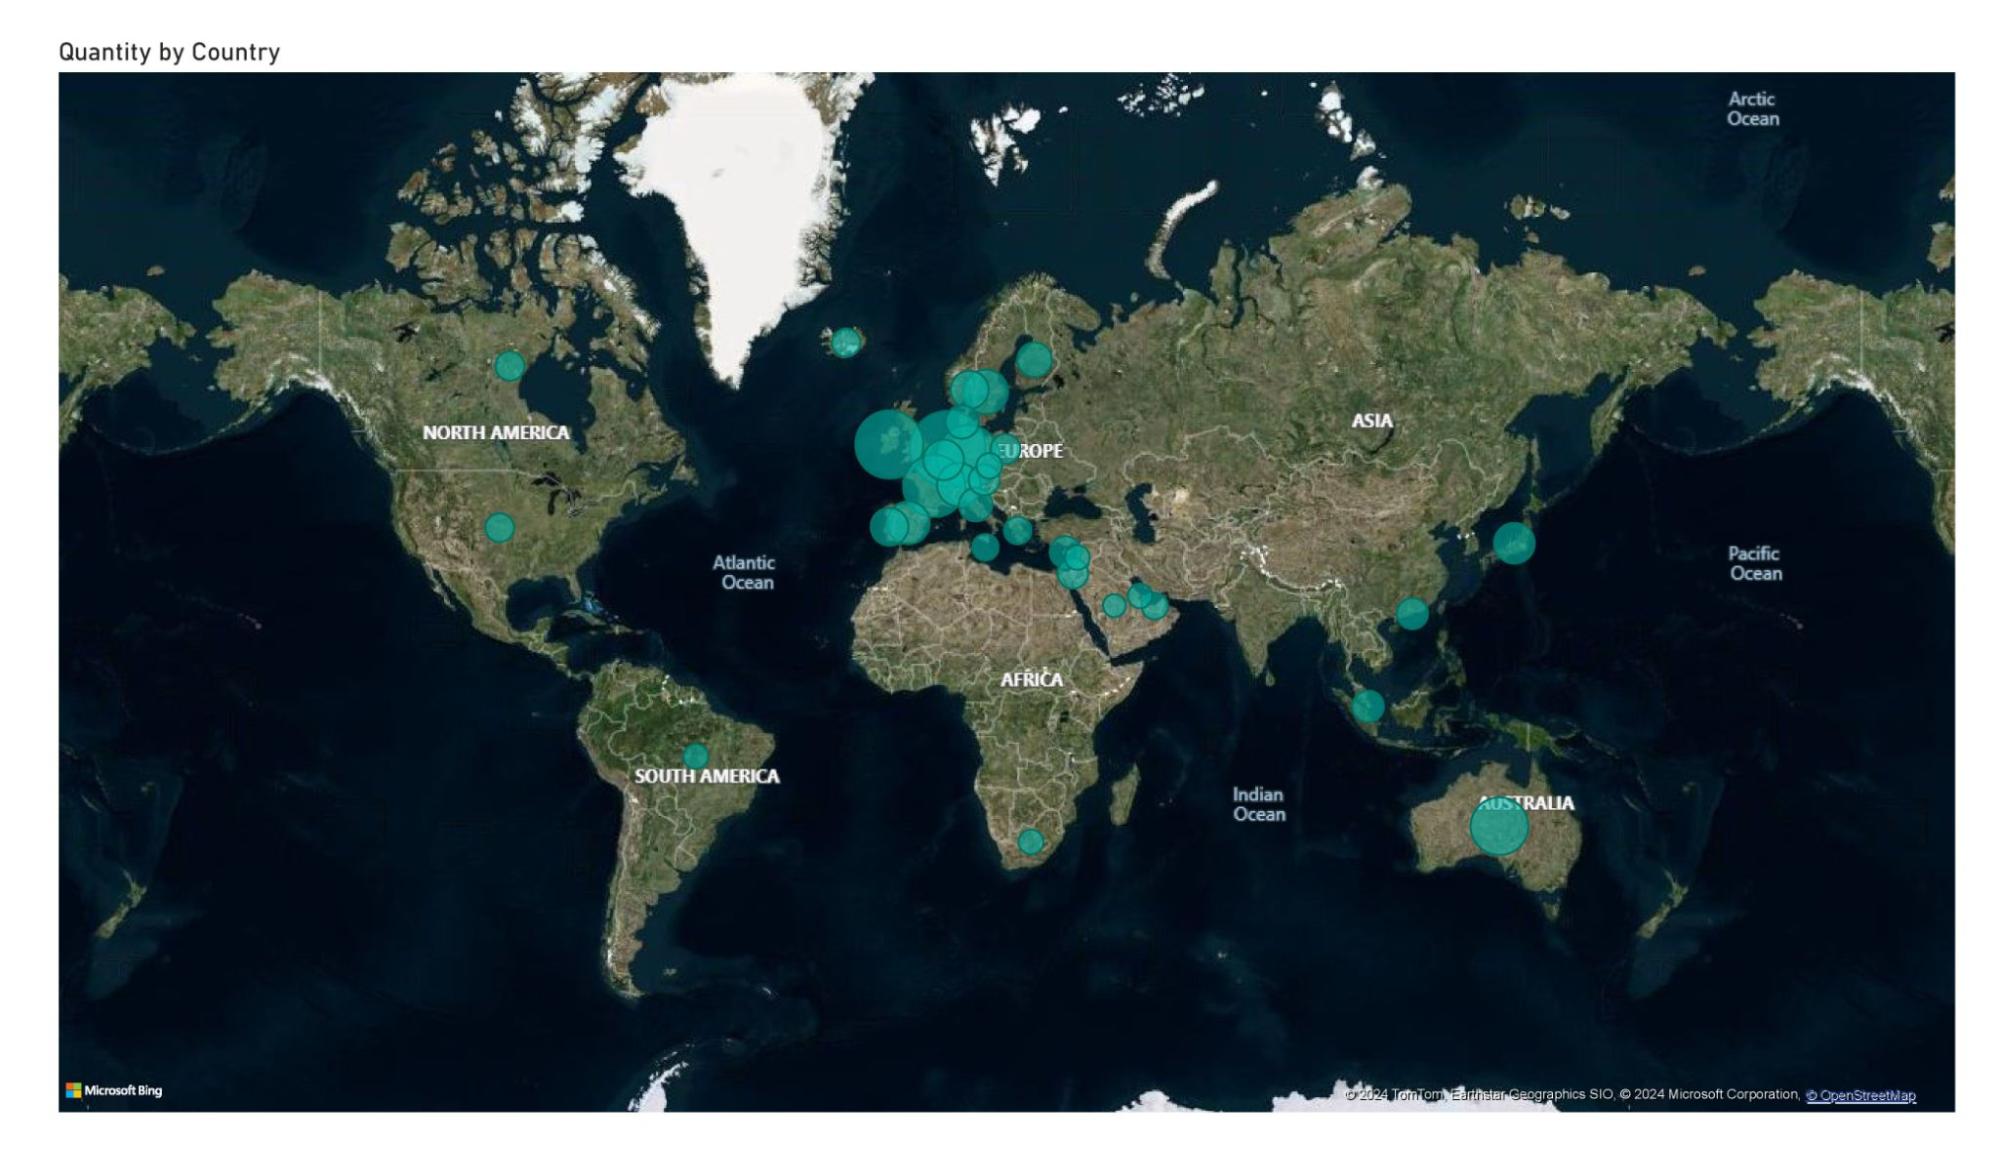 Quantity by Country
Arctic
Ocean
NORTH AMERICA
EUROPE
ASIA
Atlantic
Ocean
Pacific
Ocean
AFRICA
SOUTH AMERICA
Indian
Ocean
AUSTRALIA
Microsoft Bing
© 2024 TomTom, Earthstar Geographics SIO, © 2024 Microsoft Corporation, © OpenStreetMap